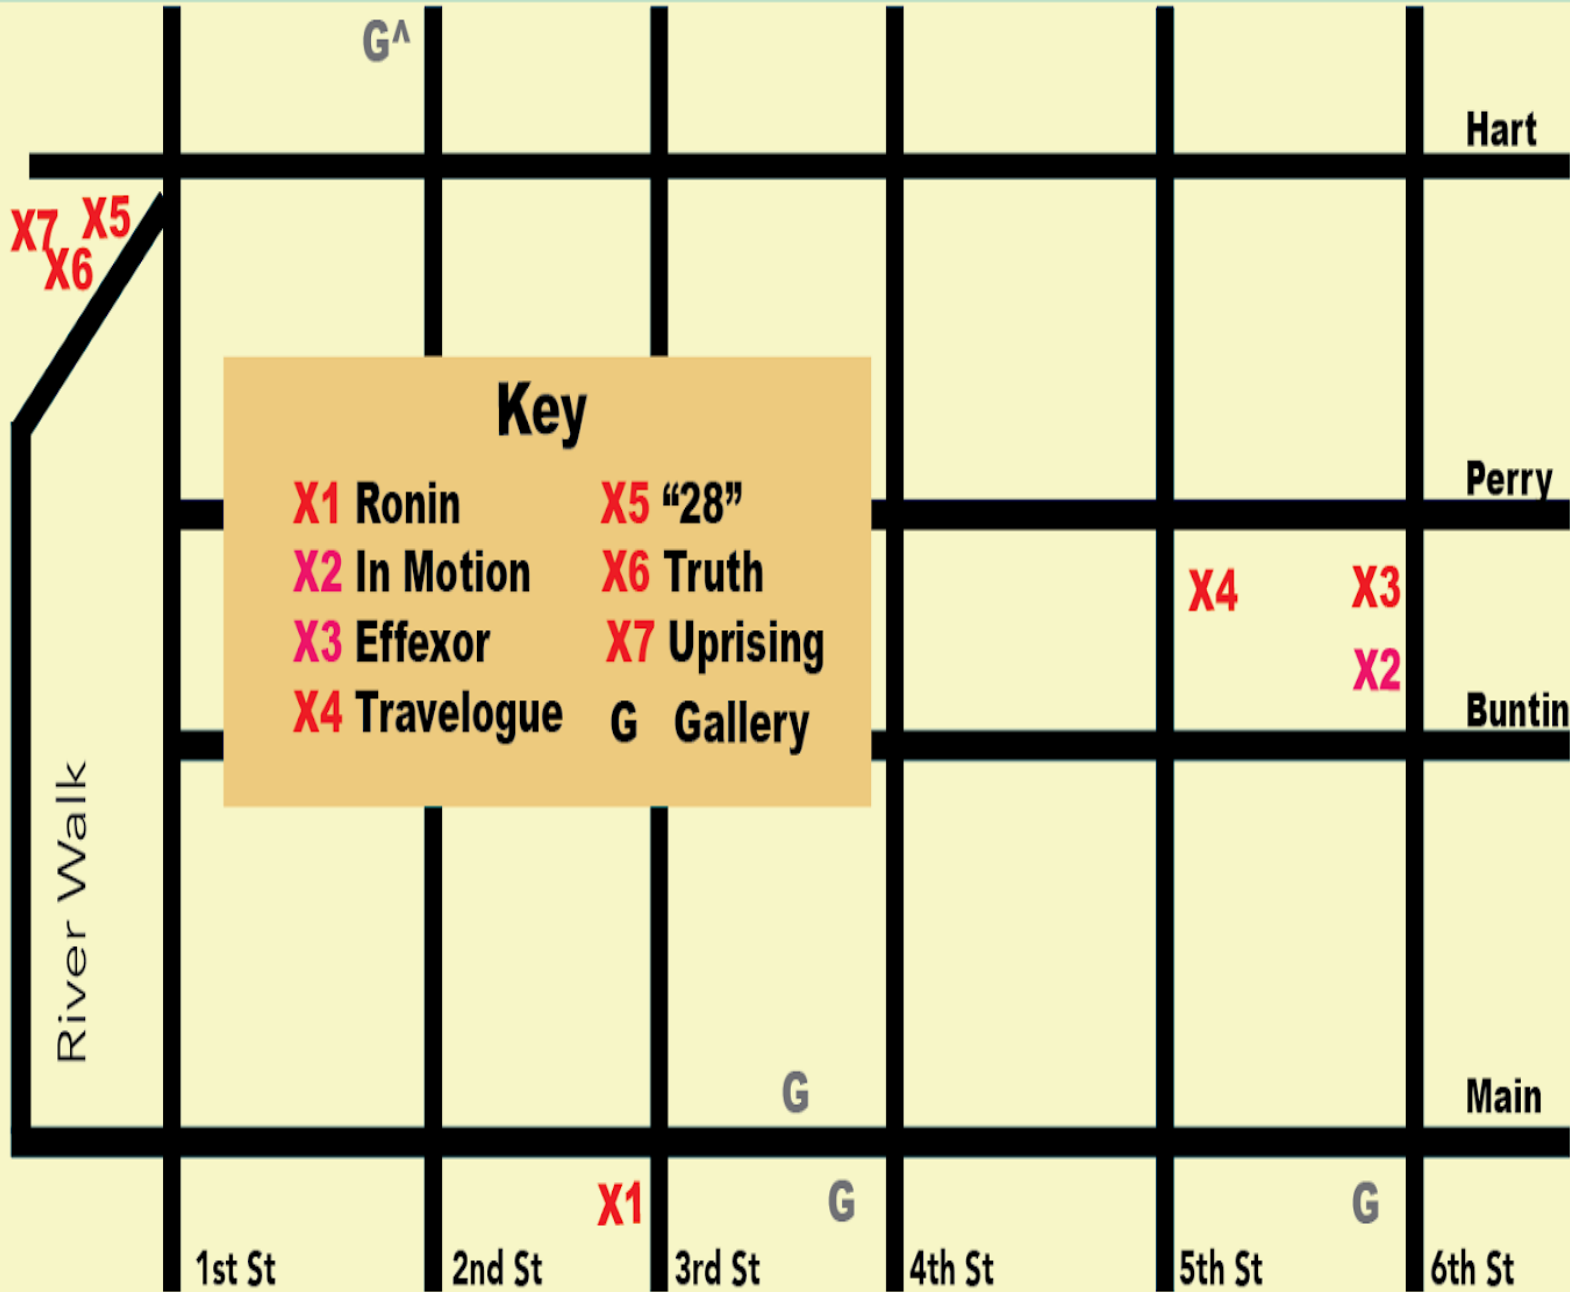 G^
Hart
X7
X5
X6
Key
X1 Ronin
X2 In Motion
X3 Effexor
X4 Travelogue
X5 “28”
X6 Truth
X7 Uprising
G Gallery
Perry
X4
X3
X2
Buntin
River Walk
G
Main
X1
G
G
1st St
2nd St
3rd St
4th St
5th St
6th St